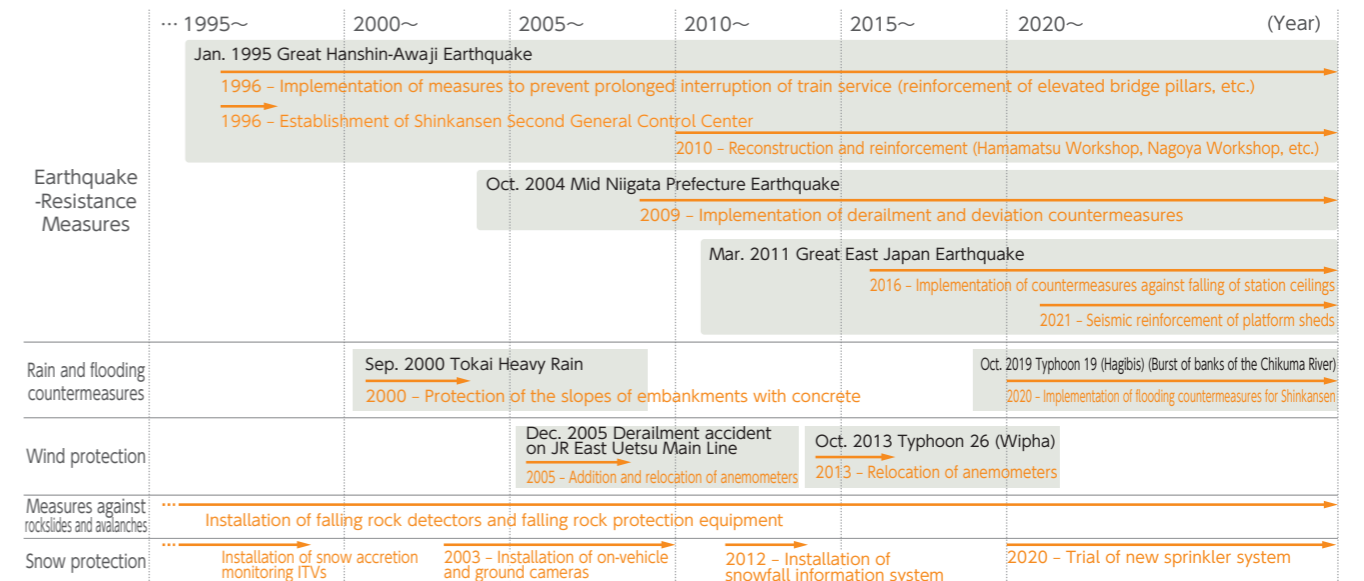 … 1995～ 2000～ 2005～ 2010～ 2015～ 2020～ (Year)
Earthquake
-Resistance
Measures
Jan. 1995 Great Hanshin-Awaji Earthquake
1996 – Implementation of measures to prevent prolonged interruption of train service (reinforcement of elevated bridge pillars, etc.)
1996 – Establishment of Shinkansen Second General Control Center
2010 – Reconstruction and reinforcement (Hamamatsu Workshop, Nagoya Workshop, etc.)
Oct. 2004 Mid Niigata Prefecture Earthquake
2009 – Implementation of derailment and deviation countermeasures
Mar. 2011 Great East Japan Earthquake
2016 – Implementation of countermeasures against falling of station ceilings
2021 – Seismic reinforcement of platform sheds
Rain and flooding
countermeasures
Sep. 2000 Tokai Heavy Rain
2000 – Protection of the slopes of embankments with concrete
Oct. 2019 Typhoon 19 (Hagibis) (Burst of banks of the Chikuma River)
2020 – Implementation of flooding countermeasures for Shinkansen
Wind protection
Dec. 2005 Derailment accident
on JR East Uetsu Main Line
2005 – Addition and relocation of anemometers
Oct. 2013 Typhoon 26 (Wipha)
2013 – Relocation of anemometers
Measures against
rockslides and avalanches
…
Installation of falling rock detectors and falling rock protection equipment
Snow protection
…
Installation of snow accretion
monitoring ITVs
2003 – Installation of on-vehicle
and ground cameras
2012 – Installation of
snowfall information system
2020 – Trial of new sprinkler system